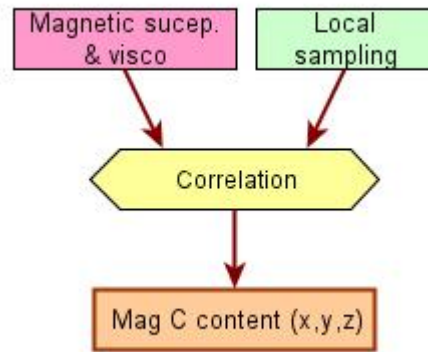 Magnetic sucep.
& visco
Local
sampling
Correlation
Mag C content (x,y,z)